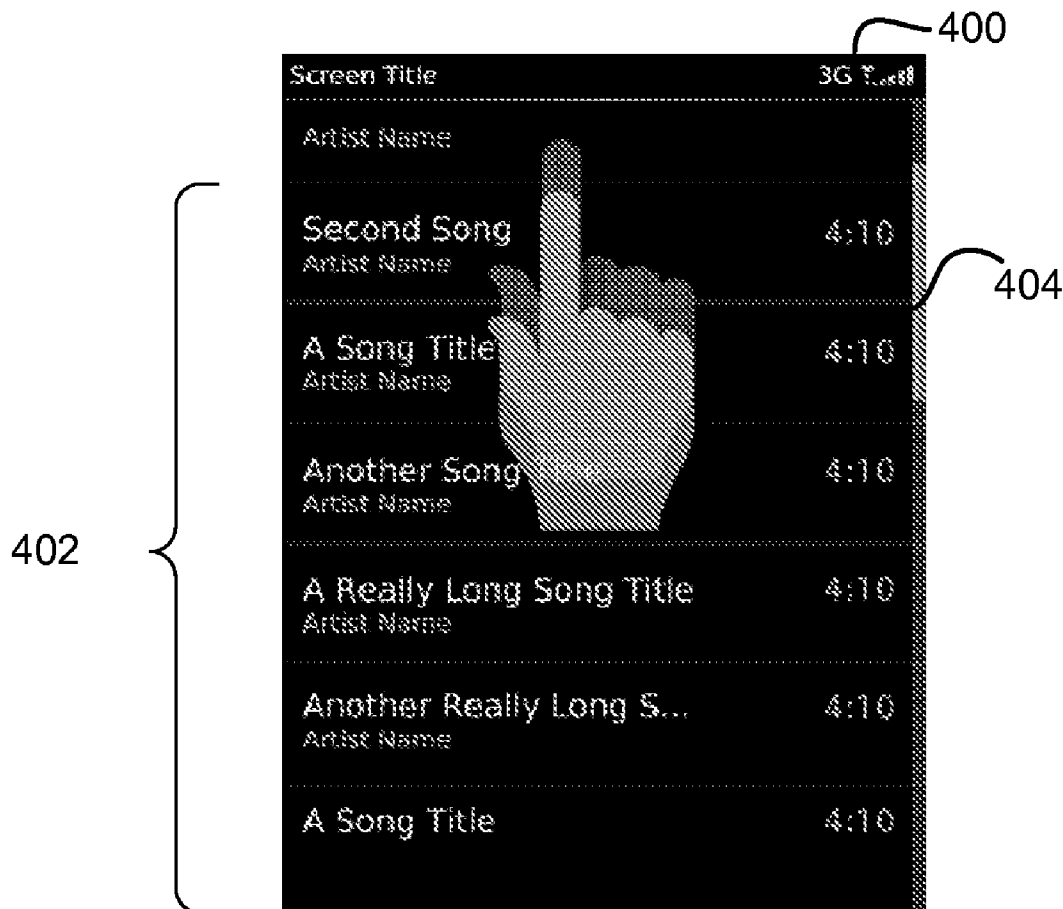 400
Screen Title 3G
Artist Name
Second Song 4:10
Artist Name
404
A Song Title 4:10
Artist Name
Another Song 4:10
Artist Name
402
A Really Long Song Title 4:10
Artist Name
Another Really Long S... 4:10
Artist Name
A Song Title 4:10